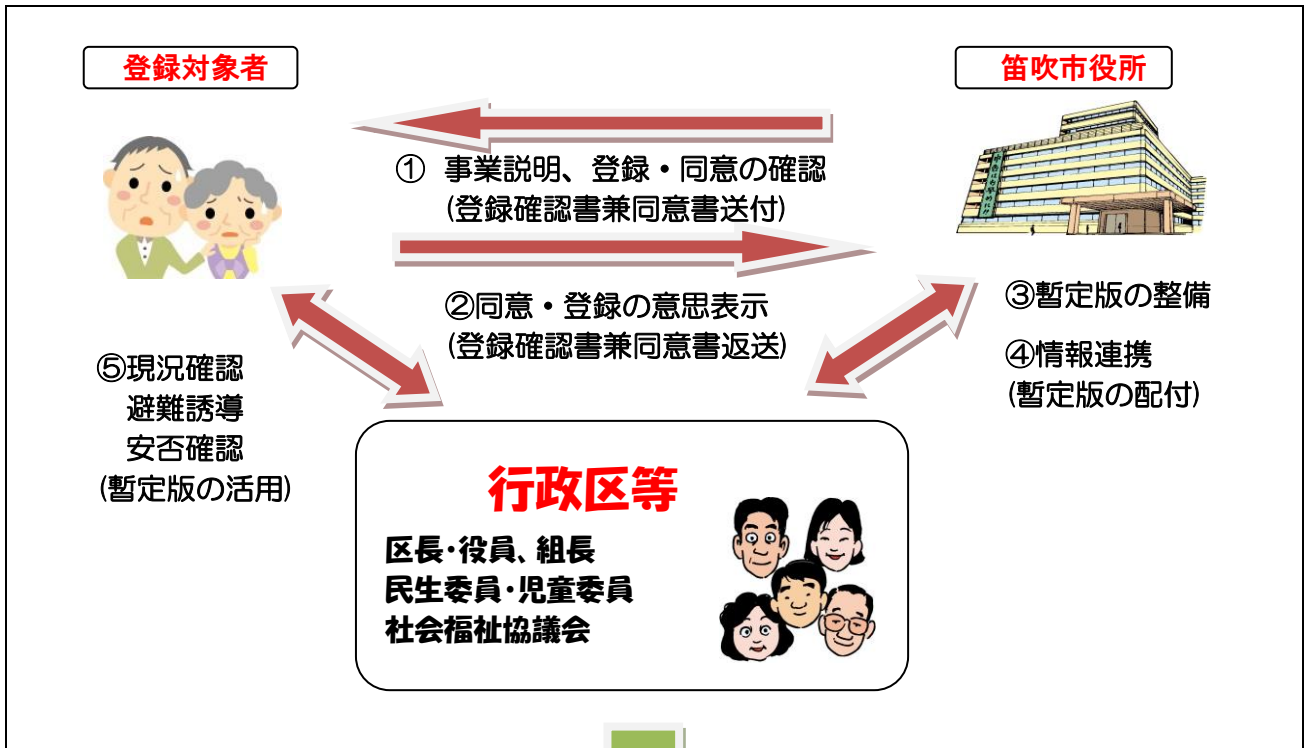 登録対象者
笛吹市役所
① 事業説明、登録・同意の確認
(登録確認書兼同意書送付)
②同意・登録の意思表示
(登録確認書兼同意書返送)
③暫定版の整備
④情報連携
(暫定版の配付)
⑤現況確認
避難誘導
安否確認
(暫定版の活用)
行政区等
区長・役員、組長
民生委員・児童委員
社会福祉協議会